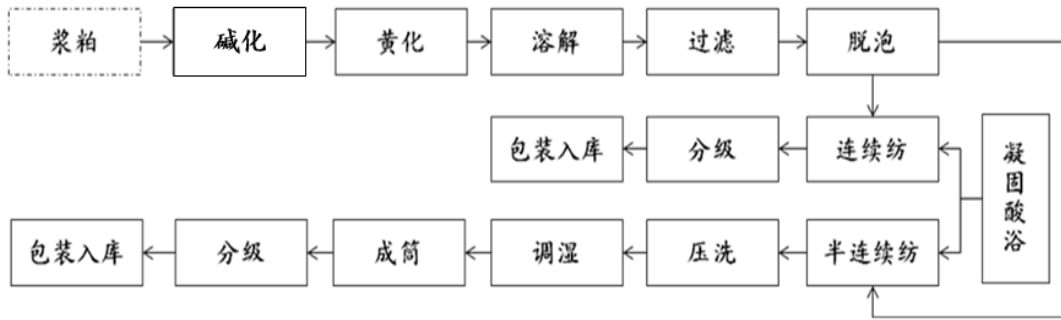 浆粕
碱化
黄化
溶解
过滤
脱泡
包装入库
分级
连续纺
凝固酸浴
包装入库
分级
成筒
调湿
压洗
半连续纺